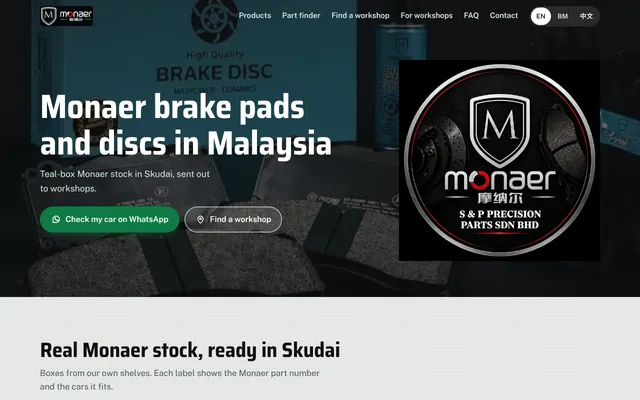 M monaer
摩纳尔
Products
Part finder
Find a workshop
For workshops
FAQ
Contact
EN
BM
中文
High Quality
BRAKE DISC
MAXPOWER CERAMICS
Monaer brake pads
and discs in Malaysia
Teal-box Monaer stock in Skudai, sent out
to workshops.
Check my car on WhatsApp
Find a workshop
M
monaer
摩纳尔
S & P PRECISION
PARTS SDN BHD
Real Monaer stock, ready in Skudai
Boxes from our own shelves. Each label shows the Monaer part number
and the cars it fits.